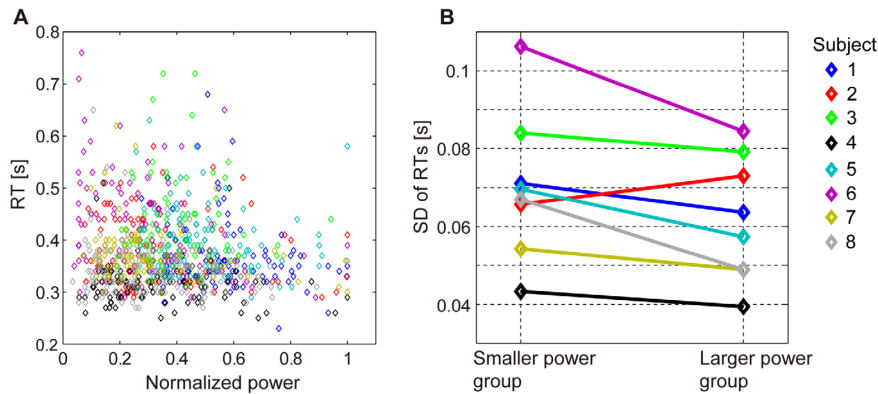 A
RT [s]
0.8
0.7
0.6
0.5
0.4
0.3
0.2
0
0.2
0.4
0.6
0.8
1
Normalized power
B
SD of RTs [s]
0.1
0.08
0.06
0.04
Smaller power
group
Larger power
group
Subject
1
2
3
4
5
6
7
8